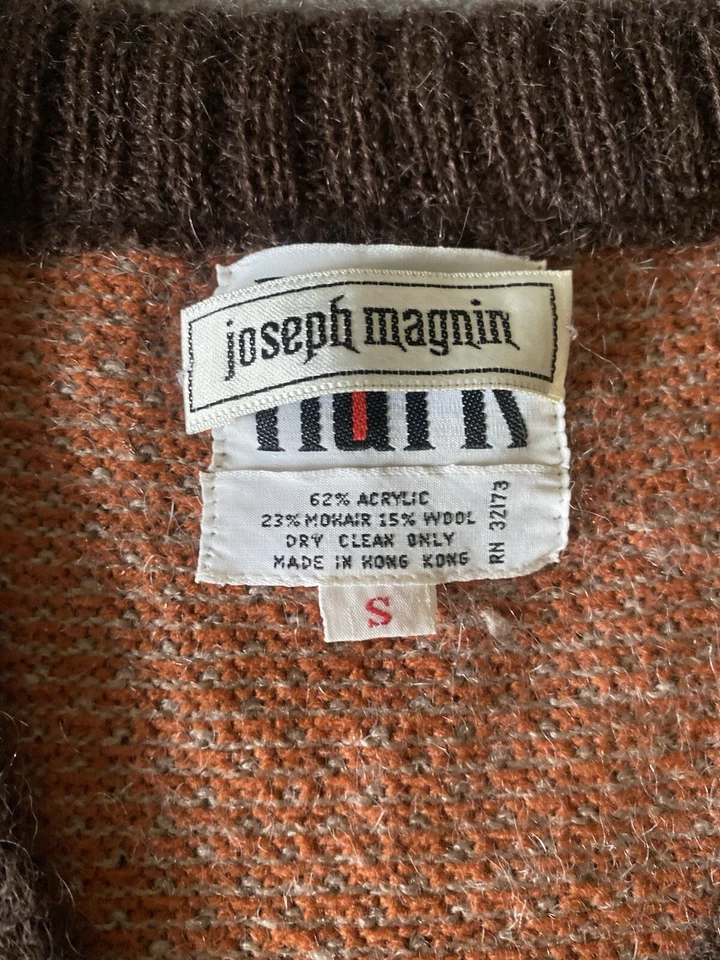 joseph magnin
62% ACRYLIC
23% MOHAIR 15% WOOL
DRY CLEAN ONLY
MADE IN HONG KONG
RN 32173
S